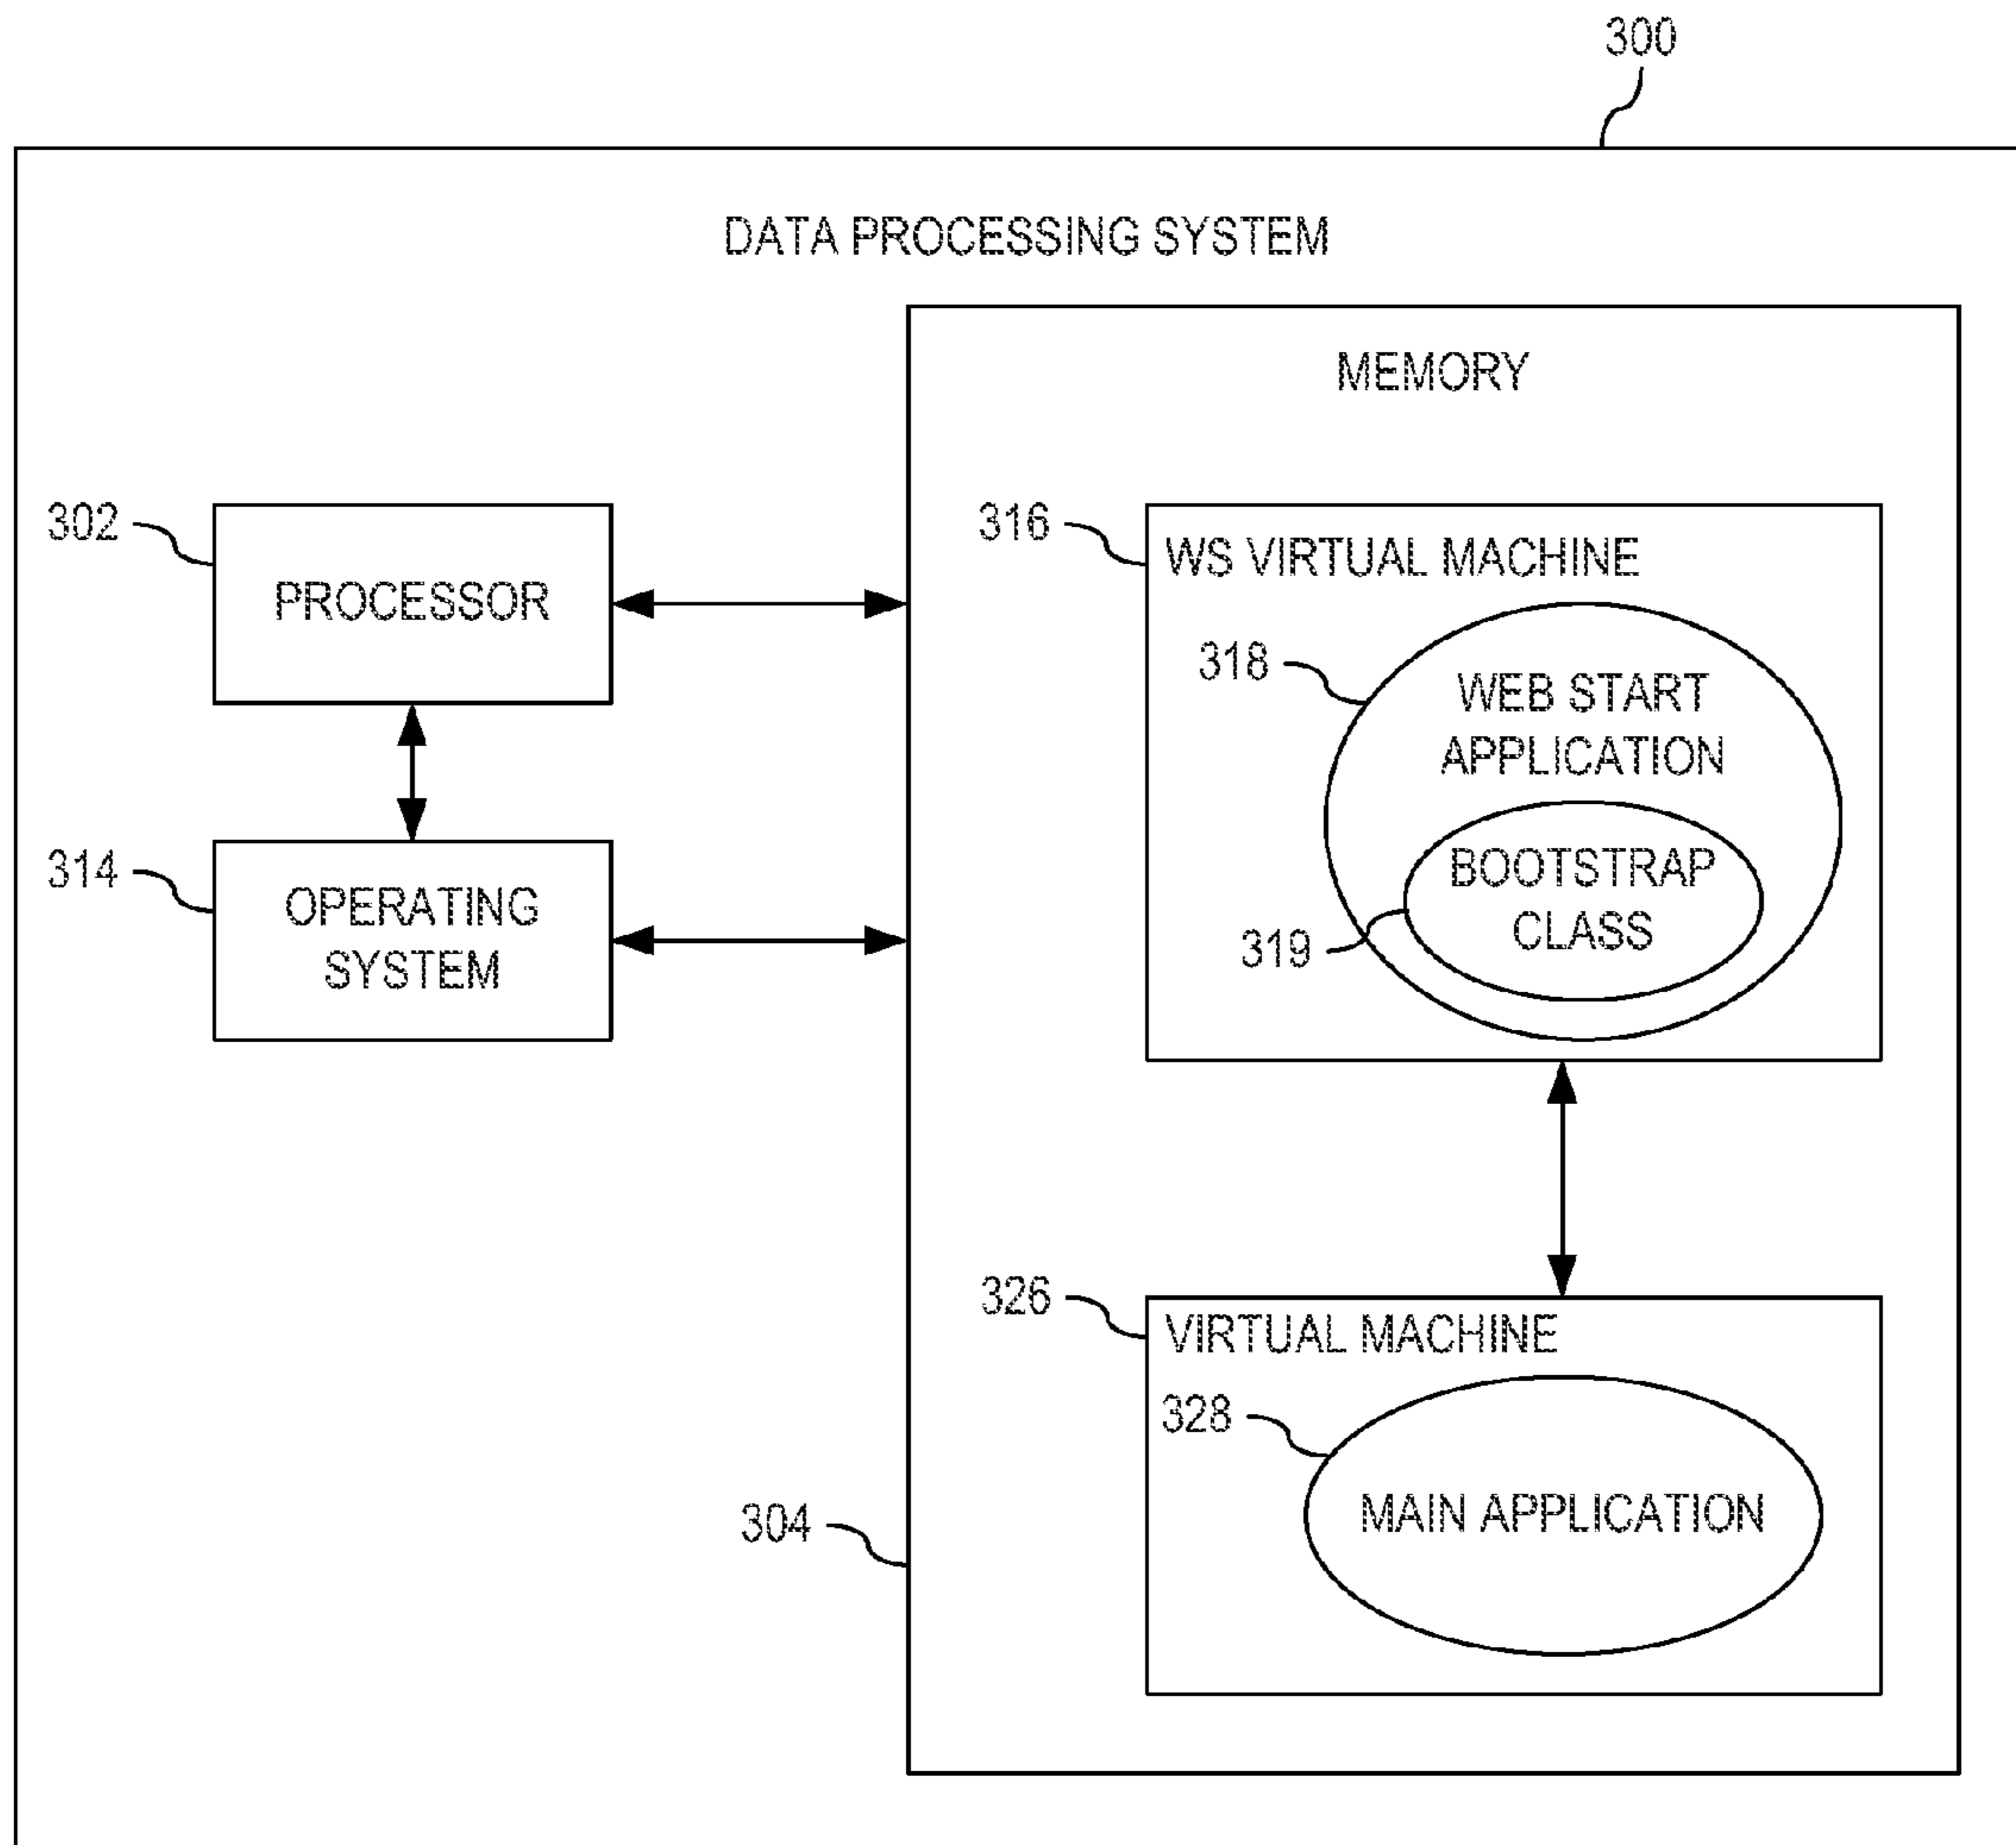 300
DATA PROCESSING SYSTEM
MEMORY
302
PROCESSOR
316
WS VIRTUAL MACHINE
318
WEB START
APPLICATION
314
OPERATING
SYSTEM
BOOTSTRAP
CLASS
319
326
VIRTUAL MACHINE
328
MAIN APPLICATION
304